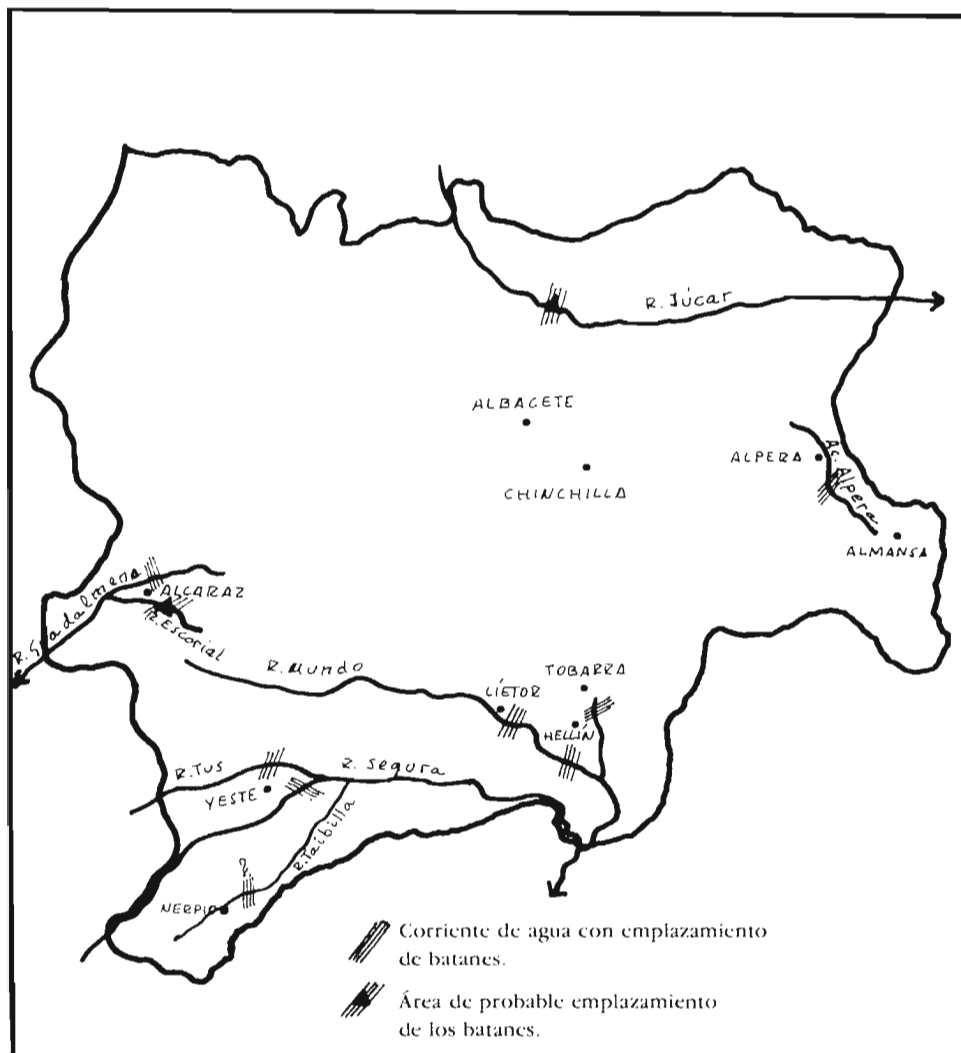 R. Júcar
ALBACETE
ALPERA
Ac. Alpera
CHINCHILLA
ALMANSA
R. Guadalmena
ALCARAZ
R. Escorial
R. Mundo
TOBARRA
LÍETOR
HELLÍN
R. Tus
R. Segura
YESTE
R. Taibilla
?
NERPIO
Corriente de agua con emplazamiento
de batanes.
Área de probable emplazamiento
de los batanes.